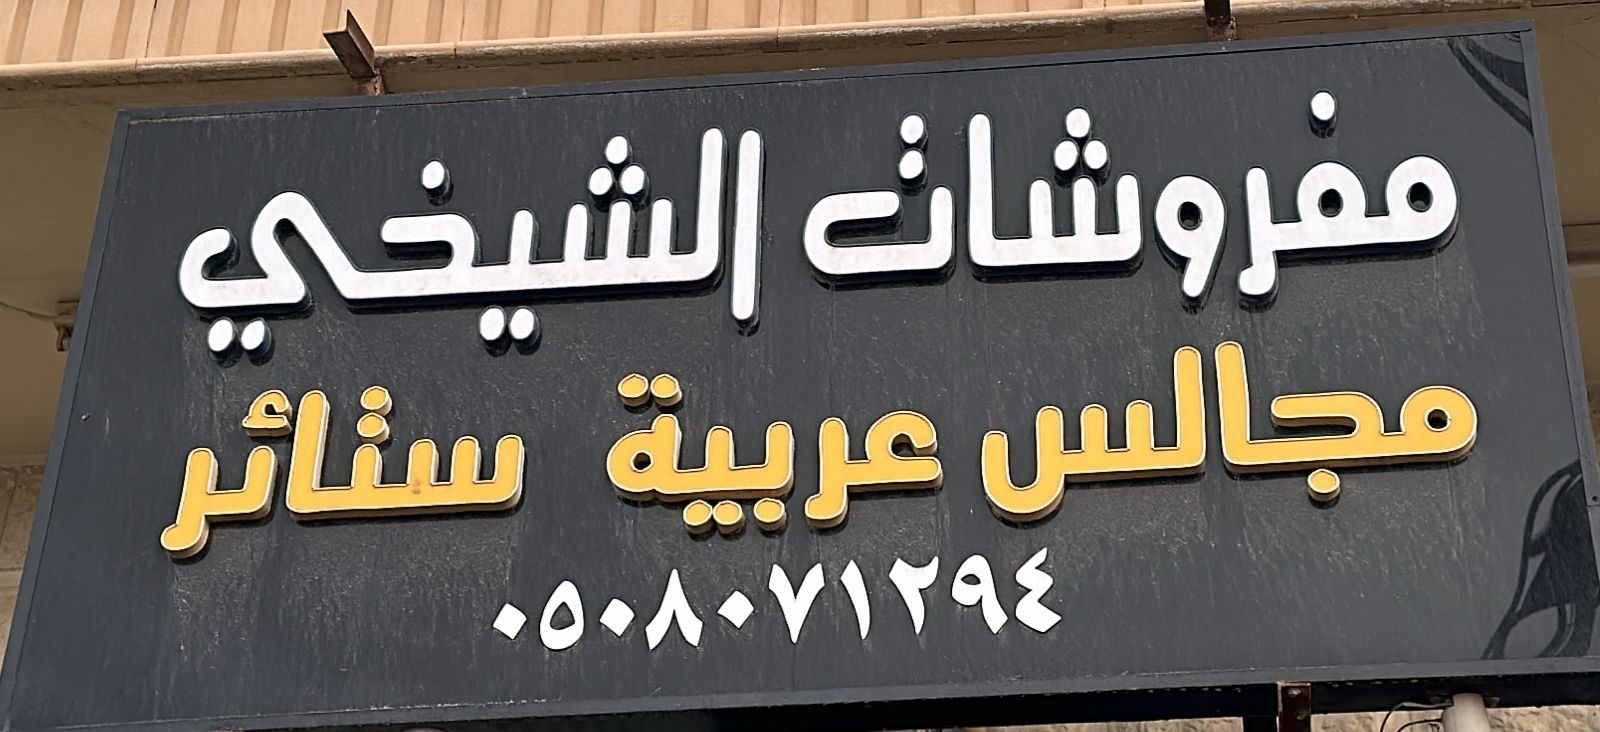 مفروشات الشيخي
مجالس عربية ستائر
٠٥٠٨٠٧١٢٩٤